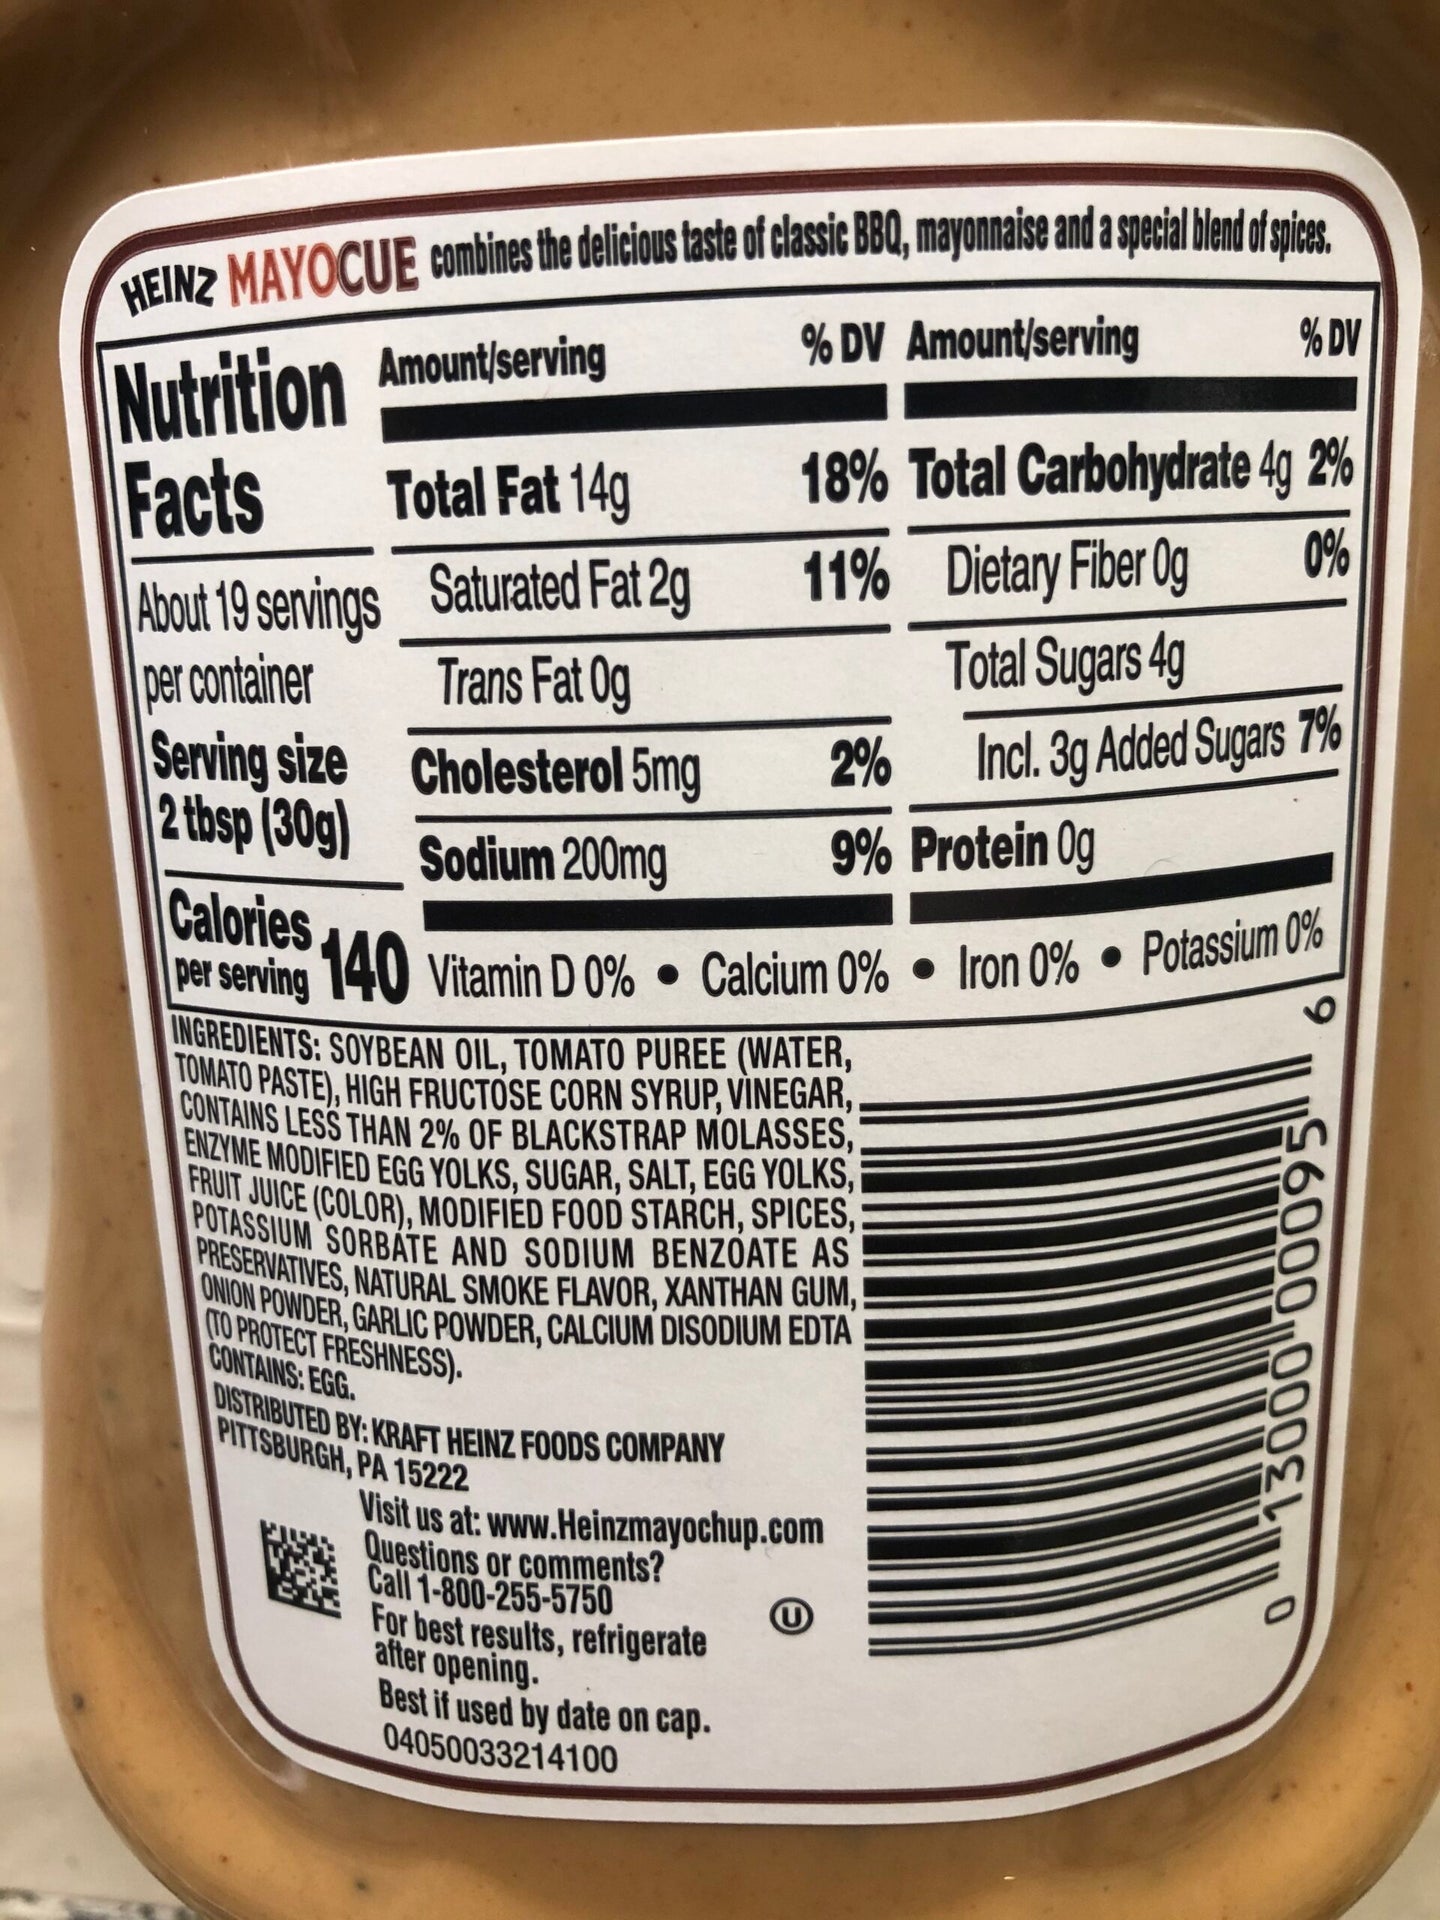 HEINZ MAYOCUE combines the delicious taste of classic BBQ, mayonnaise and a special blend of spices.
Nutrition
Facts
About 19 servings
per container
Serving size
2 tbsp (30g)
Calories
per serving
140
Amount/serving % DV
Total Fat 14g 18%
Saturated Fat 2g 11%
Trans Fat 0g
Cholesterol 5mg 2%
Sodium 200mg 9%
Amount/serving % DV
Total Carbohydrate 4g 2%
Dietary Fiber 0g 0%
Total Sugars 4g
Incl. 3g Added Sugars 7%
Protein 0g
Vitamin D 0% • Calcium 0% • Iron 0% • Potassium 0%
INGREDIENTS: SOYBEAN OIL, TOMATO PUREE (WATER,
TOMATO PASTE), HIGH FRUCTOSE CORN SYRUP, VINEGAR,
CONTAINS LESS THAN 2% OF BLACKSTRAP MOLASSES,
ENZYME MODIFIED EGG YOLKS, SUGAR, SALT, EGG YOLKS,
FRUIT JUICE (COLOR), MODIFIED FOOD STARCH, SPICES,
POTASSIUM SORBATE AND SODIUM BENZOATE AS
PRESERVATIVES, NATURAL SMOKE FLAVOR, XANTHAN GUM,
ONION POWDER, GARLIC POWDER, CALCIUM DISODIUM EDTA
(TO PROTECT FRESHNESS).
CONTAINS: EGG.
DISTRIBUTED BY: KRAFT HEINZ FOODS COMPANY
PITTSBURGH, PA 15222
Visit us at: www.Heinzmayochup.com
Questions or comments?
Call 1-800-255-5750
For best results, refrigerate
after opening.
Best if used by date on cap.
04050033214100
U
0 13000 00095 6